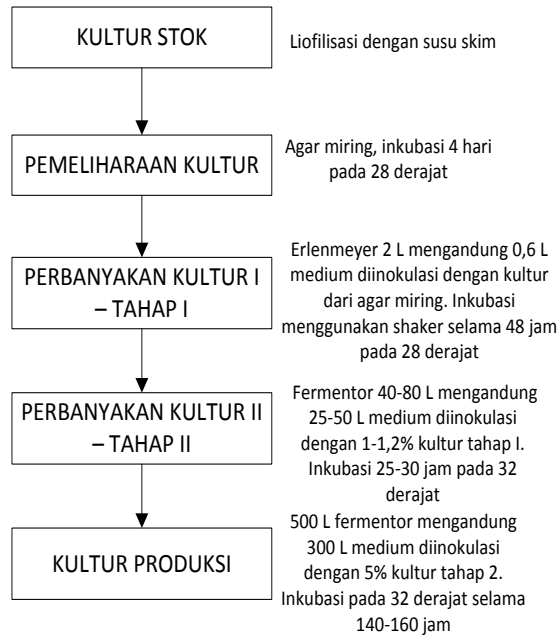 KULTUR STOK
Liofilisasi dengan susu skim
PEMELIHARAAN KULTUR
Agar miring, inkubasi 4 hari
pada 28 derajat
PERBANYAKAN KULTUR I
– TAHAP I
Erlenmeyer 2 L mengandung 0,6 L
medium diinokulasi dengan kultur
dari agar miring. Inkubasi
menggunakan shaker selama 48 jam
pada 28 derajat
PERBANYAKAN KULTUR II
– TAHAP II
Fermentor 40-80 L mengandung
25-50 L medium diinokulasi
dengan 1-1,2% kultur tahap I.
Inkubasi 25-30 jam pada 32
derajat
KULTUR PRODUKSI
500 L fermentor mengandung
300 L medium diinokulasi
dengan 5% kultur tahap 2.
Inkubasi pada 32 derajat selama
140-160 jam